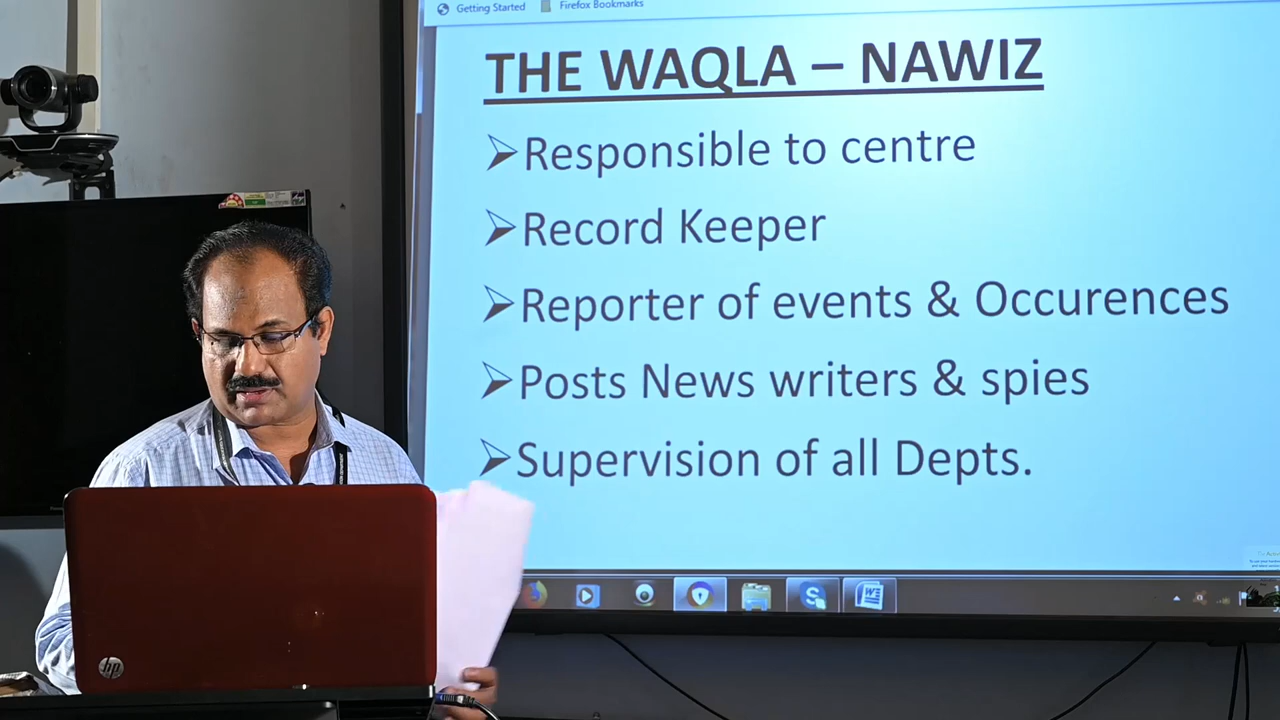 Getting Started Firefox Bookmarks
THE WAQLA – NAWIZ
Responsible to centre
Record Keeper
Reporter of events & Occurences
Posts News writers & spies
Supervision of all Depts.
hp